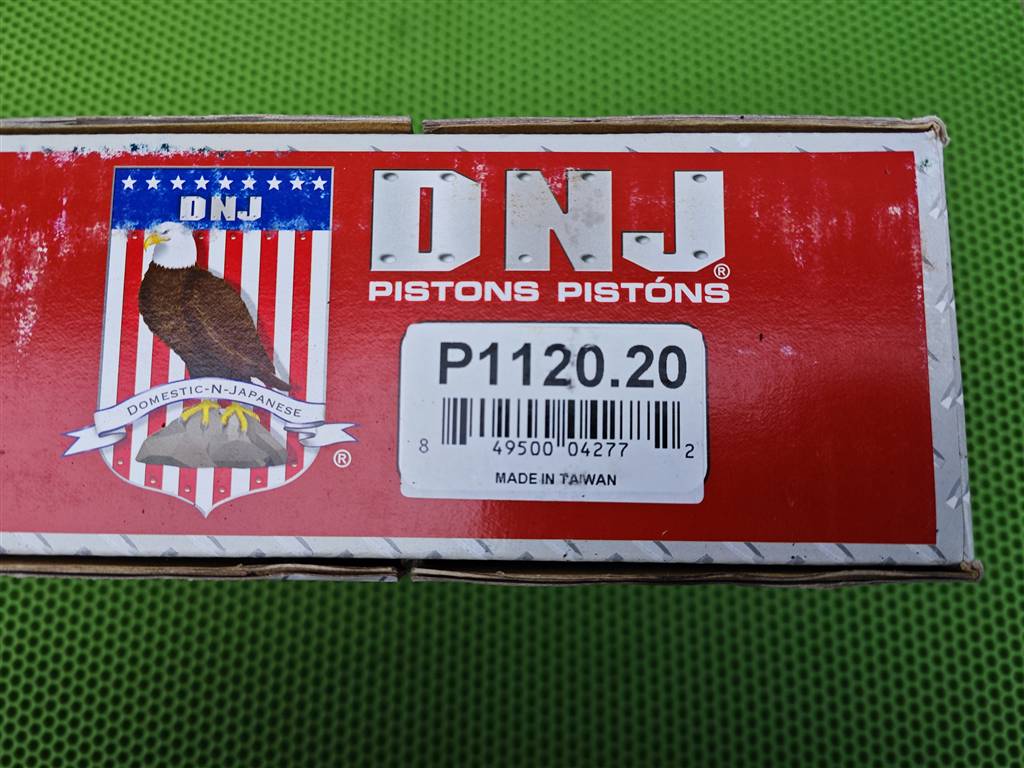 DNJ
DOMESTIC-N-JAPANESE
®
DNJ®
PISTONS PISTÓNS
P1120.20
8 49500 04277 2
MADE IN TAIWAN